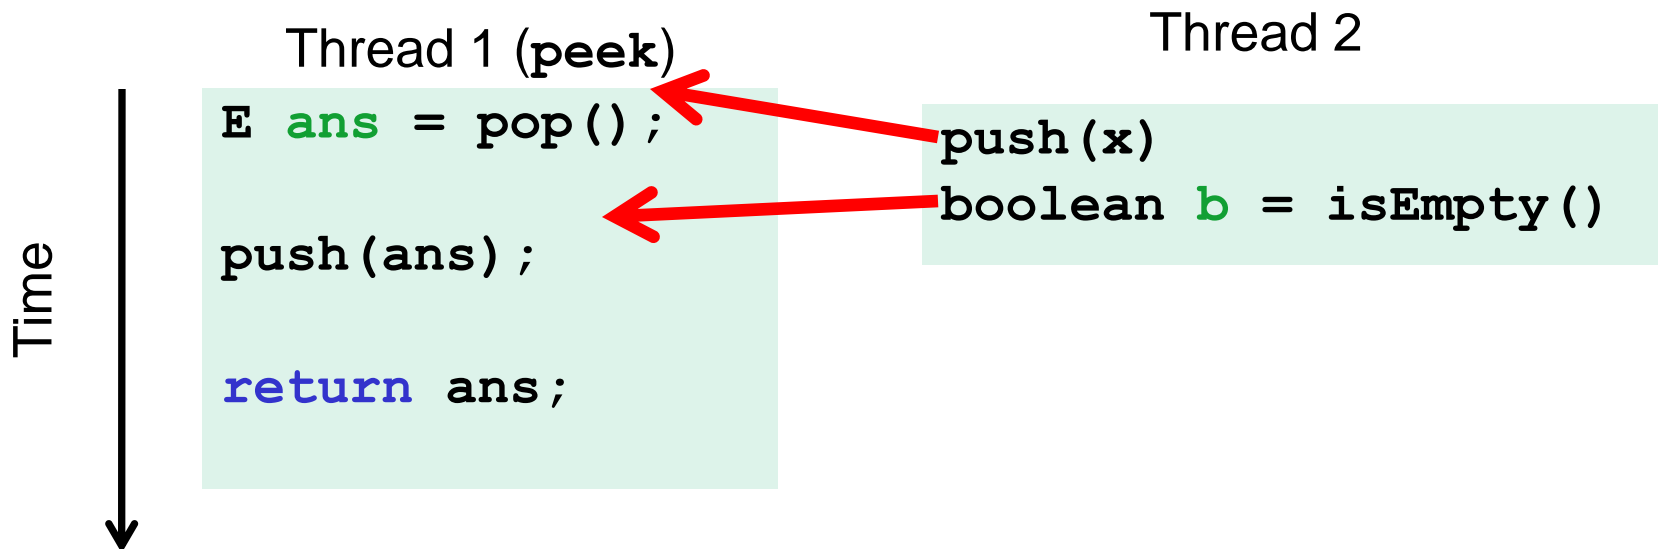 Thread 1 (peek)
E ans = pop();
push(ans);
return ans;
Thread 2
push(x)
boolean b = isEmpty()
Time